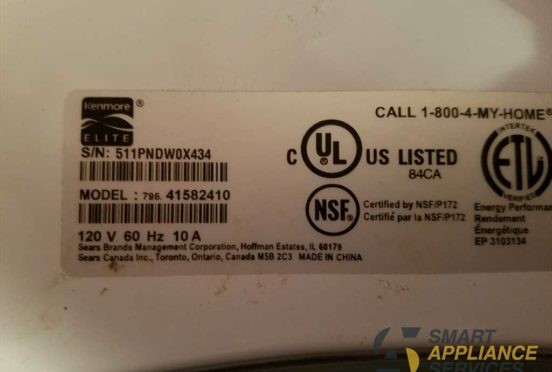 Kenmore ®
ELITE
CALL 1-800-4-MY-HOME®
S/N: 511PNDW0X434
MODEL : 796. 41582410
120 V 60 Hz 10 A
Sears Brands Management Corporation, Hoffman Estates, IL 60179
Sears Canada Inc., Toronto, Ontario, Canada M5B 2C3 MADE IN CHINA
C UL ® US LISTED
84CA
NSF ®
Certified by NSF/P172
Certifié par la NSF/P172
INTERTEK
ETL
VERIFIED
Energy Performan
Rendement
Énergétique
EP 3103134
SMART
APPLIANCE
SERVICES